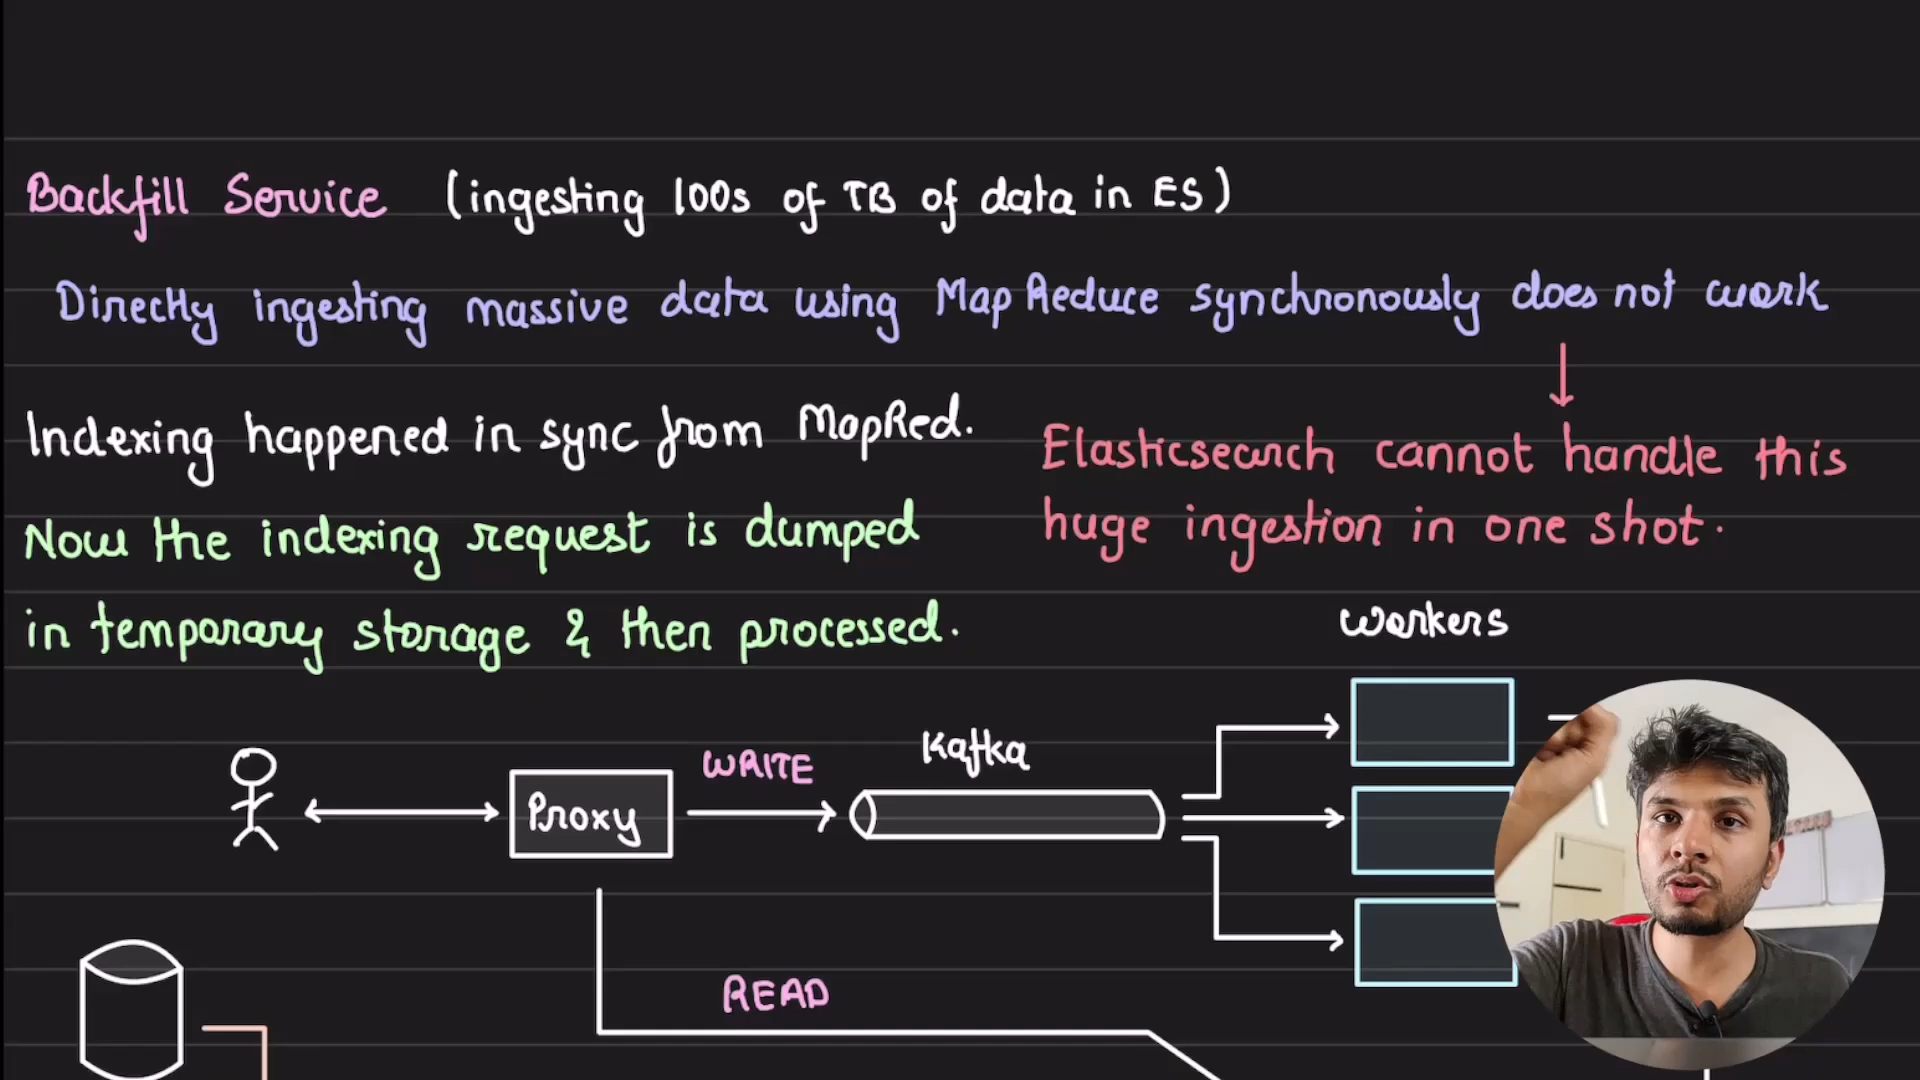 Backfill Service (ingesting 100s of TB of data in ES)
Directly ingesting massive data using MapReduce synchronously does not work
Indexing happened in sync from MapRed.
Elasticsearch cannot handle this
huge ingestion in one shot.
Now the indexing request is dumped
in temporary storage & then processed.
Workers
Kafka
WRITE
Proxy
READ